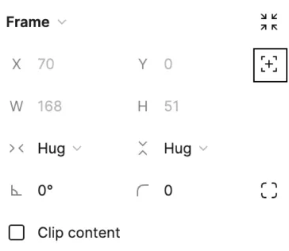 Frame
X 70 Y 0
W 168 H 51
Hug Hug
0° 0
Clip content